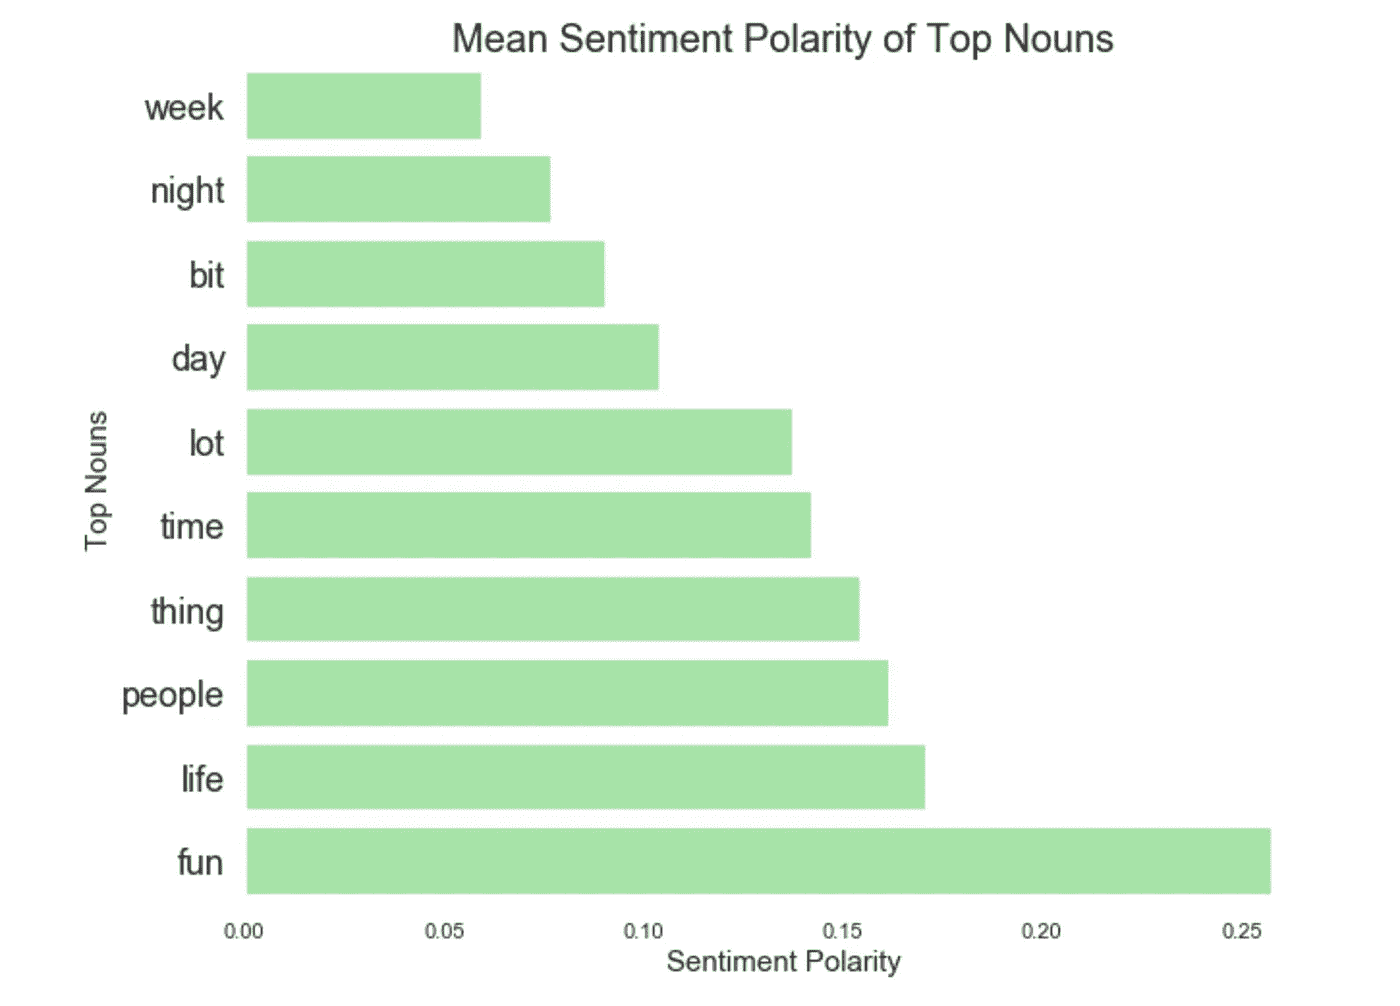 Mean Sentiment Polarity of Top Nouns
week
night
bit
day
lot
time
thing
people
life
fun
Top Nouns
0.00 0.05 0.10 0.15 0.20 0.25
Sentiment Polarity